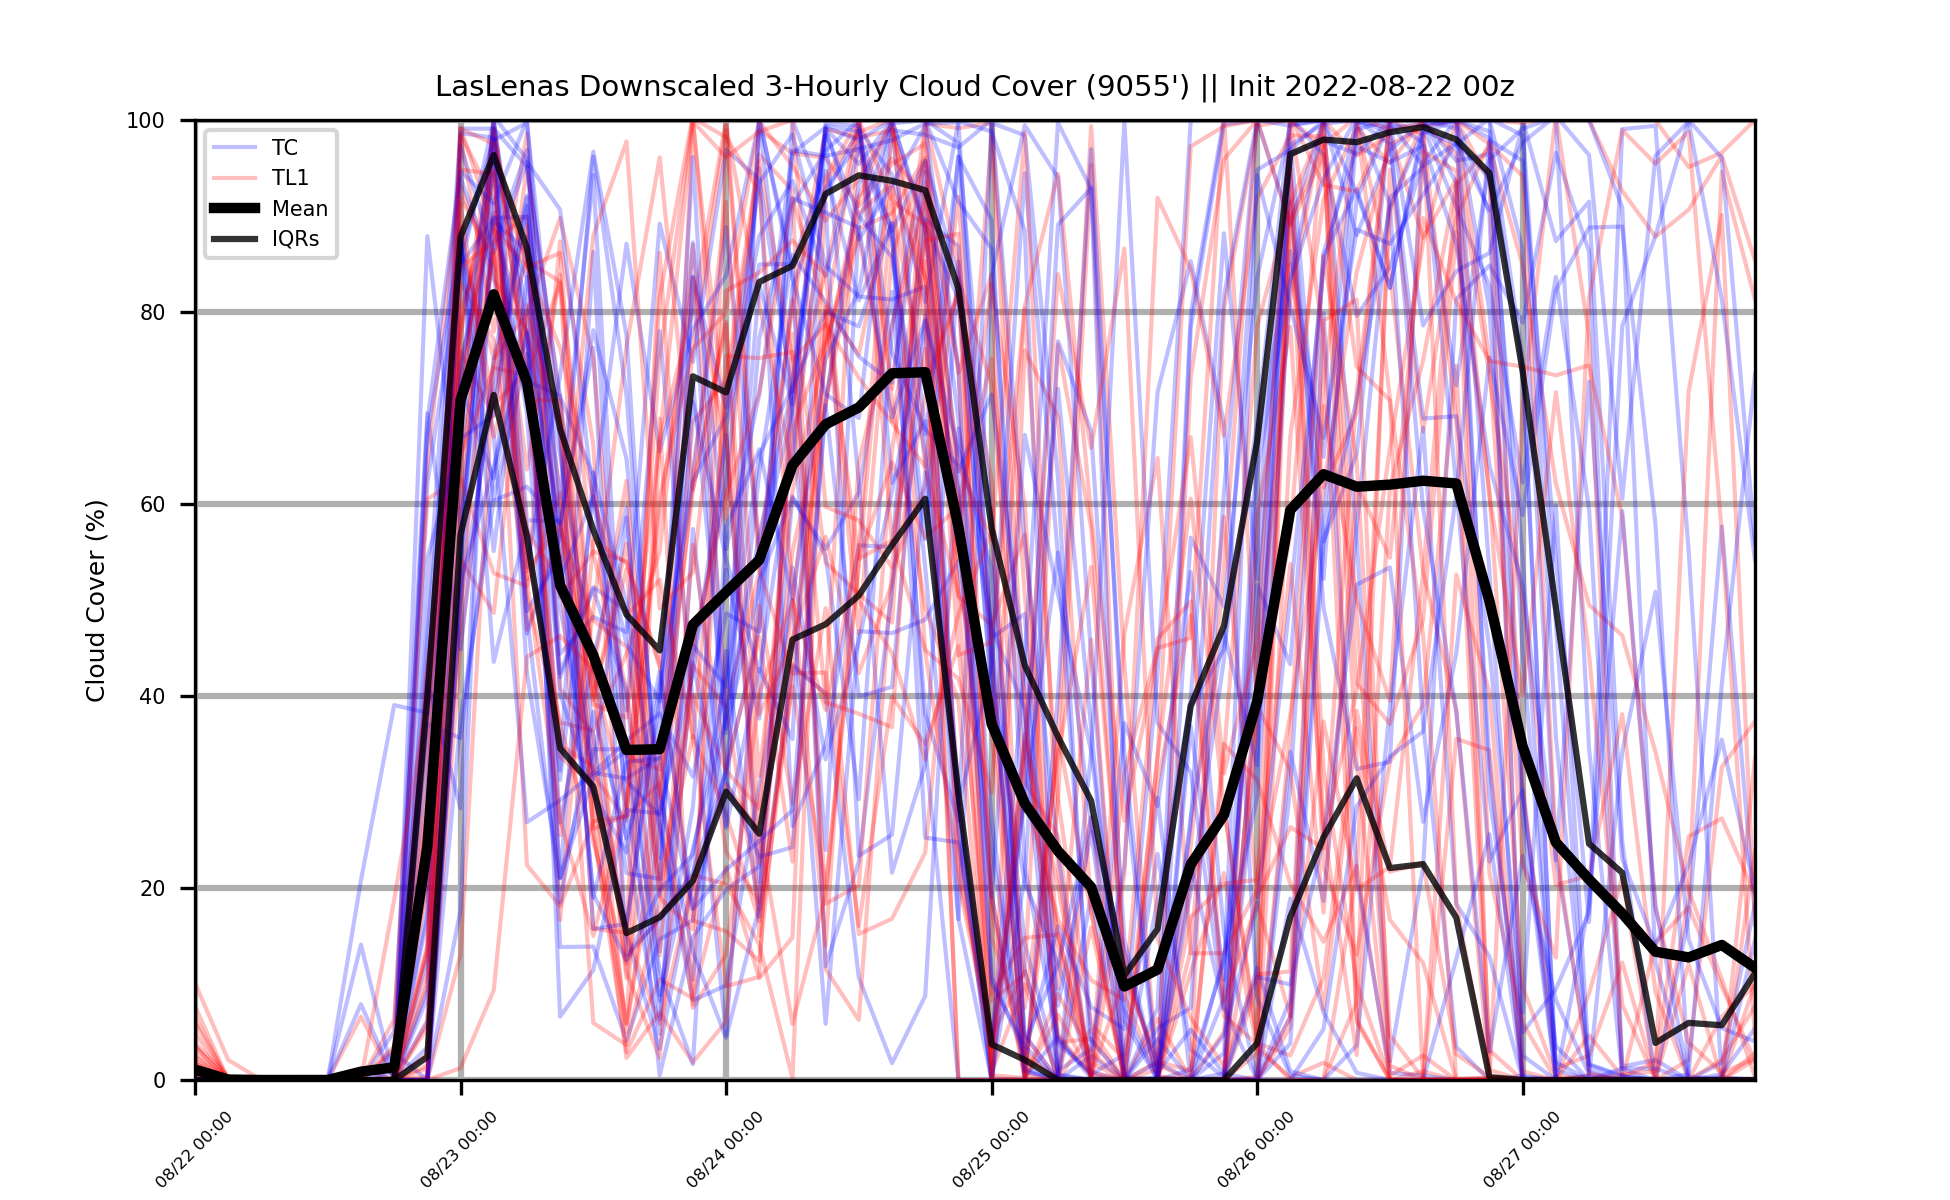 LasLenas Downscaled 3-Hourly Cloud Cover (9055') || Init 2022-08-22 00z
TC
TL1
Mean
IQRs
Cloud Cover (%)
100
80
60
40
20
0
08/22 00:00
08/23 00:00
08/24 00:00
08/25 00:00
08/26 00:00
08/27 00:00